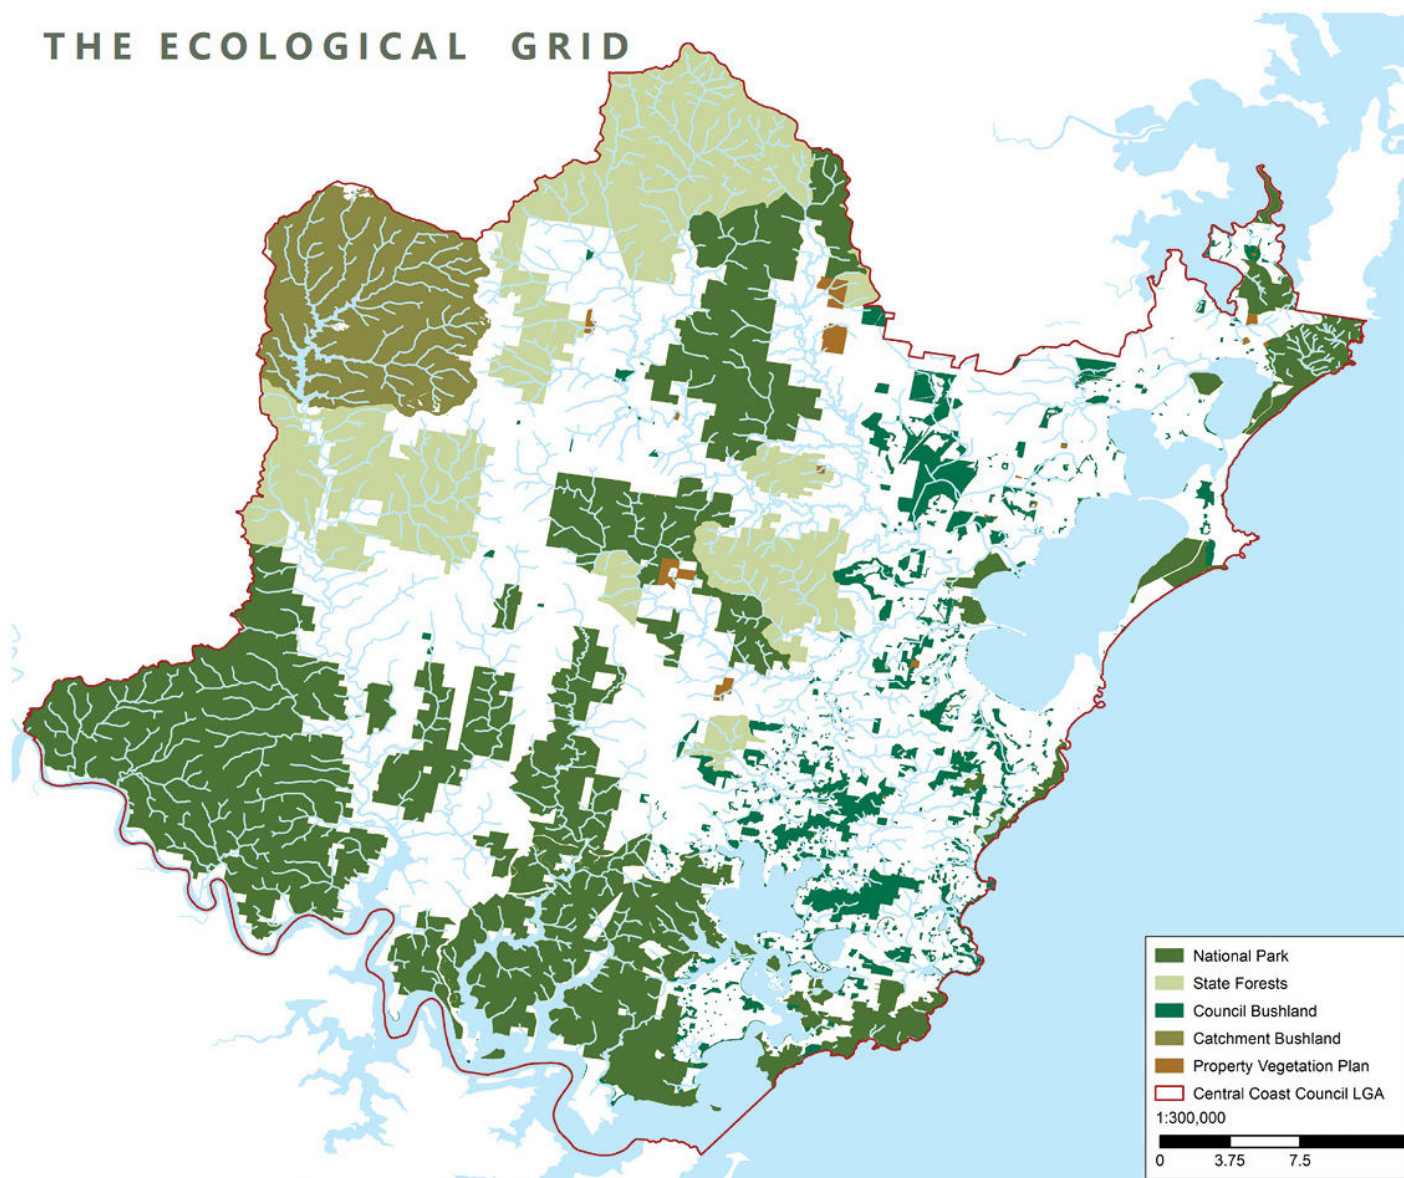 THE ECOLOGICAL GRID
National Park
State Forests
Council Bushland
Catchment Bushland
Property Vegetation Plan
Central Coast Council LGA
1:300,000
0 3.75 7.5